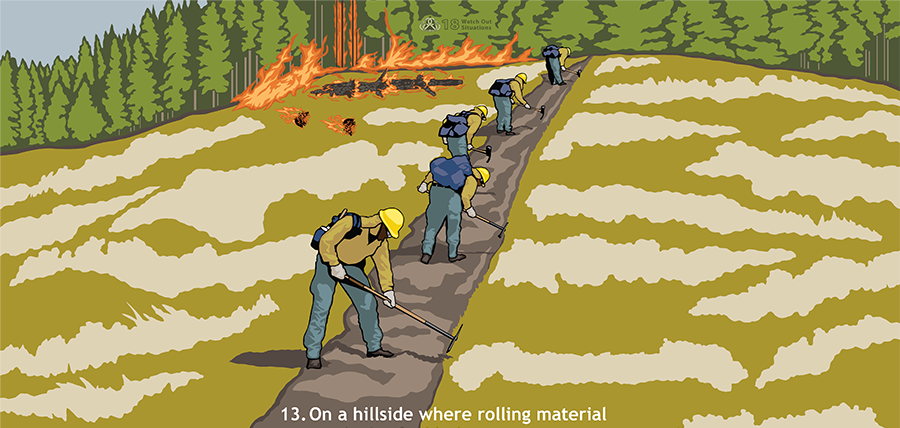 18 Watch Out
Situations
13. On a hillside where rolling material